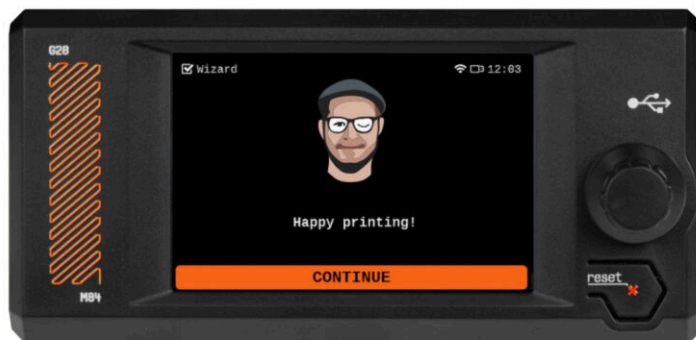 G28
Wizard
12:03
Happy printing!
CONTINUE
reset
M84